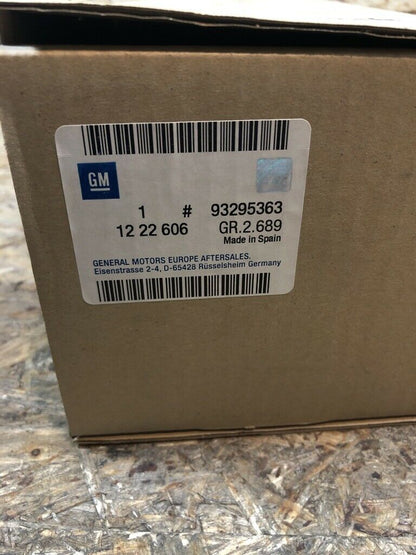 GM
1 # 93295363
12 22 606 GR.2.689
Made in Spain
GENERAL MOTORS EUROPE AFTERSALES.
Eisenstrasse 2-4, D-65428 Rüsselsheim Germany